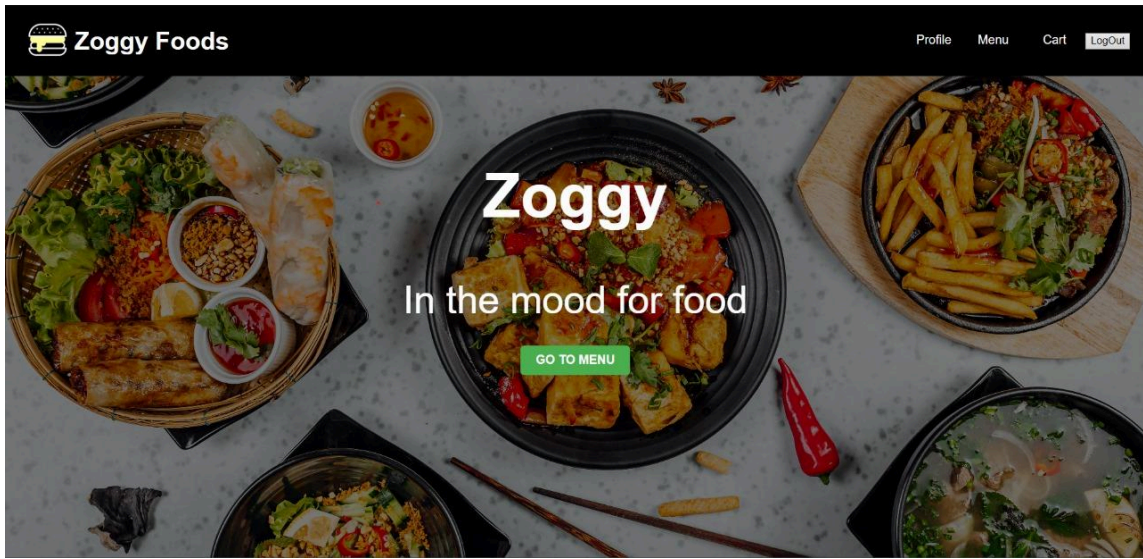 Zoggy Foods
Profile Menu Cart LogOut
Zoggy
In the mood for food
GO TO MENU